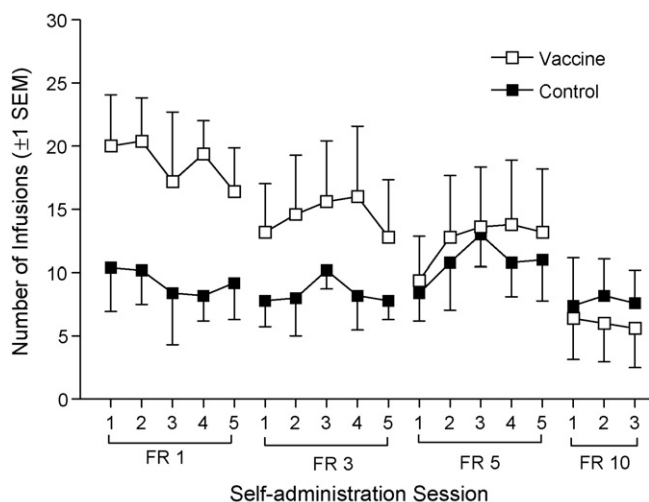 30
25
20
15
10
5
0
Number of Infusions (±1 SEM)
Vaccine
Control
1 2 3 4 5 1 2 3 4 5 1 2 3 4 5 1 2 3
FR 1 FR 3 FR 5 FR 10
Self-administration Session